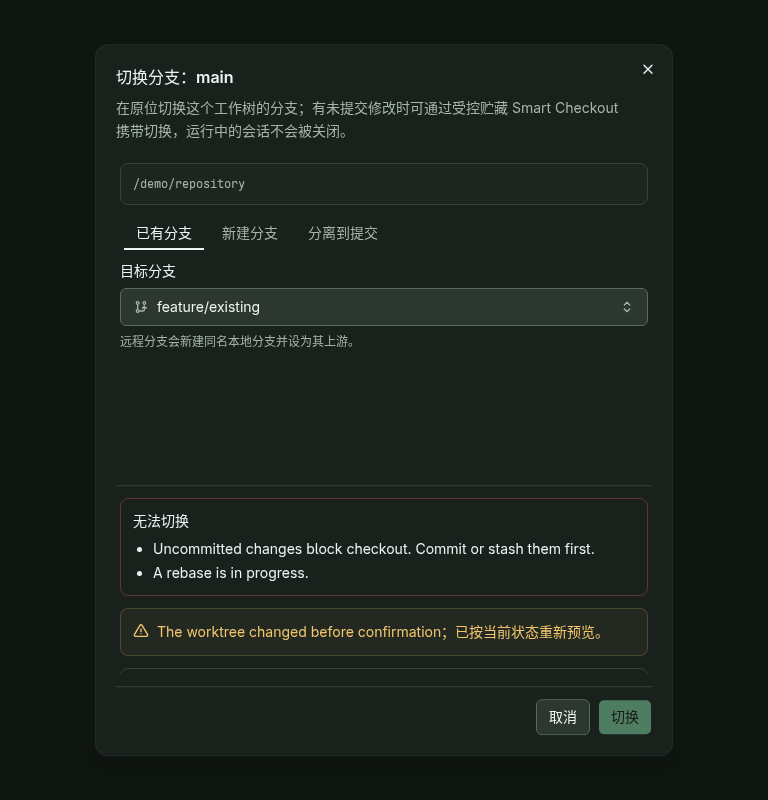 切换分支：main
在原位切换这个工作树的分支；有未提交修改时可通过受控贮藏 Smart Checkout
携带切换，运行中的会话不会被关闭。
/demo/repository
已有分支 新建分支 分离到提交
目标分支
feature/existing
远程分支会新建同名本地分支并设为其上游。
无法切换
Uncommitted changes block checkout. Commit or stash them first.
A rebase is in progress.
The worktree changed before confirmation；已按当前状态重新预览。
取消 切换